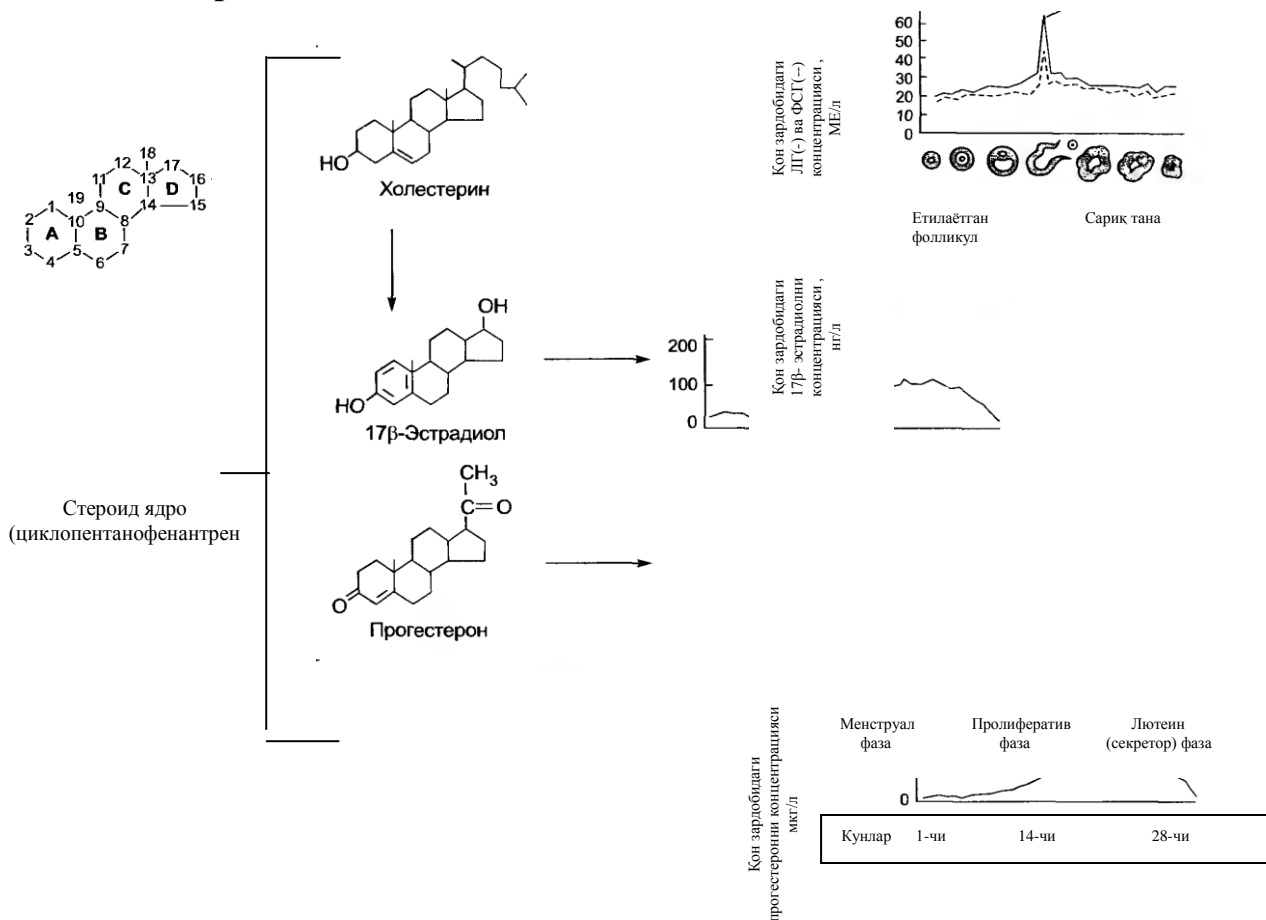 18
12 17
11 C 13 D 16
19
1 9 14 15
2 10 8
A B
3 5 7
4 6
HO
Холестерин
OH
HO
17β-Эстрадиол
CH₃
C=O
O
Прогестерон
Стероид ядро
(циклопентанофенантрен
Қон зардобидаги
ЛГ(-) ва ФСГ(--)
концентрацияси ,
МЕ/л
60
50
40
30
20
10
0
Етилаётган
фолликул
Сариқ тана
Қон зардобидаги
17β- эстрадиолни
концентрацияси ,
нг/л
200
100
0
Қон зардобидаги
прогестеронни концентрацияси
мкг/л
Менструал
фаза
Пролифератив
фаза
Лютеин
(секретор) фаза
0
Кунлар 1-чи 14-чи 28-чи